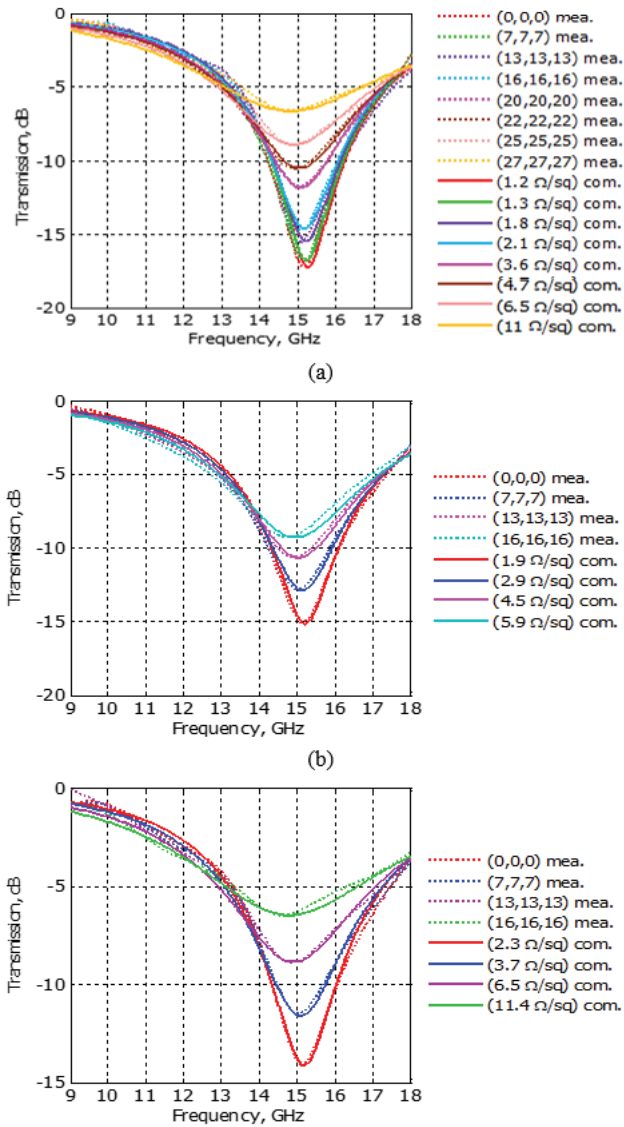 0
-5
-10
-15
-20
Transmission, dB
9 10 11 12 13 14 15 16 17 18
Frequency, GHz
(0,0,0) mea.
(7,7,7) mea.
(13,13,13) mea.
(16,16,16) mea.
(20,20,20) mea.
(22,22,22) mea.
(25,25,25) mea.
(27,27,27) mea.
(1.2 Ω/sq) com.
(1.3 Ω/sq) com.
(1.8 Ω/sq) com.
(2.1 Ω/sq) com.
(3.6 Ω/sq) com.
(4.7 Ω/sq) com.
(6.5 Ω/sq) com.
(11 Ω/sq) com.
(a)
0
-5
-10
-15
-20
Transmission, dB
9 10 11 12 13 14 15 16 17 18
Frequency, GHz
(0,0,0) mea.
(7,7,7) mea.
(13,13,13) mea.
(16,16,16) mea.
(1.9 Ω/sq) com.
(2.9 Ω/sq) com.
(4.5 Ω/sq) com.
(5.9 Ω/sq) com.
(b)
0
-5
-10
-15
Transmission, dB
9 10 11 12 13 14 15 16 17 18
Frequency, GHz
(0,0,0) mea.
(7,7,7) mea.
(13,13,13) mea.
(16,16,16) mea.
(2.3 Ω/sq) com.
(3.7 Ω/sq) com.
(6.5 Ω/sq) com.
(11.4 Ω/sq) com.